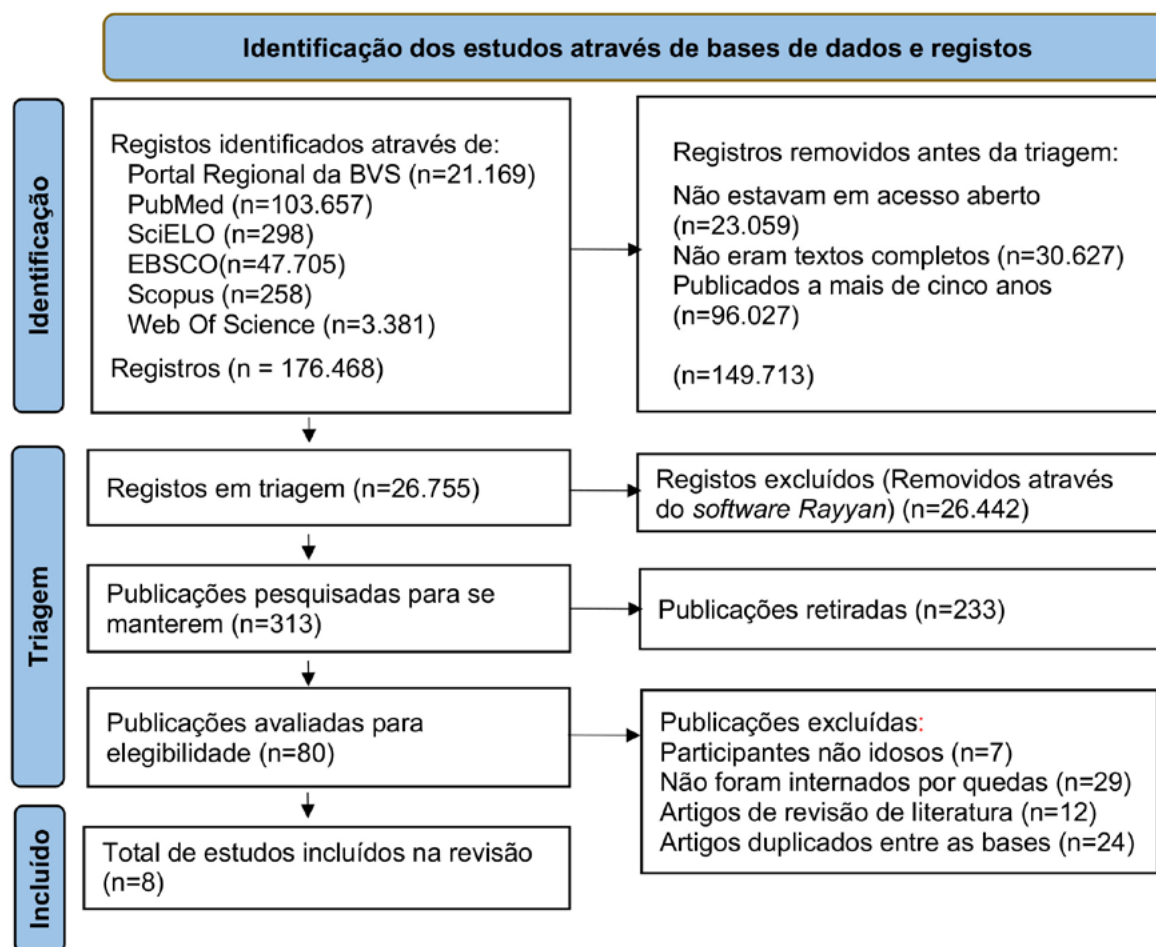 Identificação dos estudos através de bases de dados e registos
Identificação
Registos identificados através de:
Portal Regional da BVS (n=21.169)
PubMed (n=103.657)
SciELO (n=298)
EBSCO(n=47.705)
Scopus (n=258)
Web Of Science (n=3.381)
Registros (n = 176.468)
Registros removidos antes da triagem:
Não estavam em acesso aberto
(n=23.059)
Não eram textos completos (n=30.627)
Publicados a mais de cinco anos
(n=96.027)
(n=149.713)
Triagem
Registos em triagem (n=26.755)
Registos excluídos (Removidos através
do software Rayyan) (n=26.442)
Publicações pesquisadas para se
manterem (n=313)
Publicações retiradas (n=233)
Publicações avaliadas para
elegibilidade (n=80)
Publicações excluídas:
Participantes não idosos (n=7)
Não foram internados por quedas (n=29)
Artigos de revisão de literatura (n=12)
Artigos duplicados entre as bases (n=24)
Incluído
Total de estudos incluídos na revisão
(n=8)